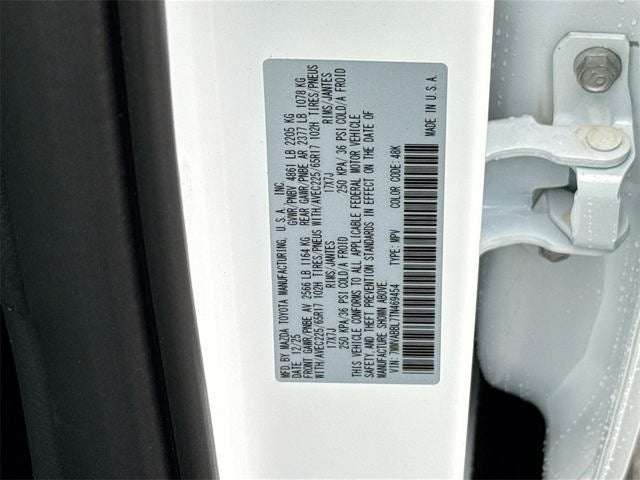 MFD.BY MAZDA TOYOTA MANUFACTURING, U.S.A., INC.
DATE 12/25 GVWR/PNBV 4861 LB 2205 KG
FRONT GAWR/PNBE AV 2566 LB 1164 KG REAR GAWR/PNBE AR 2377 LB 1078 KG
WITH/AVEC225/65R17 102H TIRES/PNEUS WITH/AVEC225/65R17 102H TIRES/PNEUS
17X7J RIMS/JANTES 17X7J RIMS/JANTES
250 KPA/36 PSI COLD/A FROID 250 KPA/ 36 PSI COLD/A FROID
THIS VEHICLE CONFORMS TO ALL APPLICABLE FEDERAL MOTOR VEHICLE
SAFETY AND THEFT PREVENTION STANDARDS IN EFFECT ON THE DATE OF
MANUFACTURE SHOWN ABOVE.
VIN: TYPE: MPV COLOR CODE: 48K
MADE IN U.S.A.